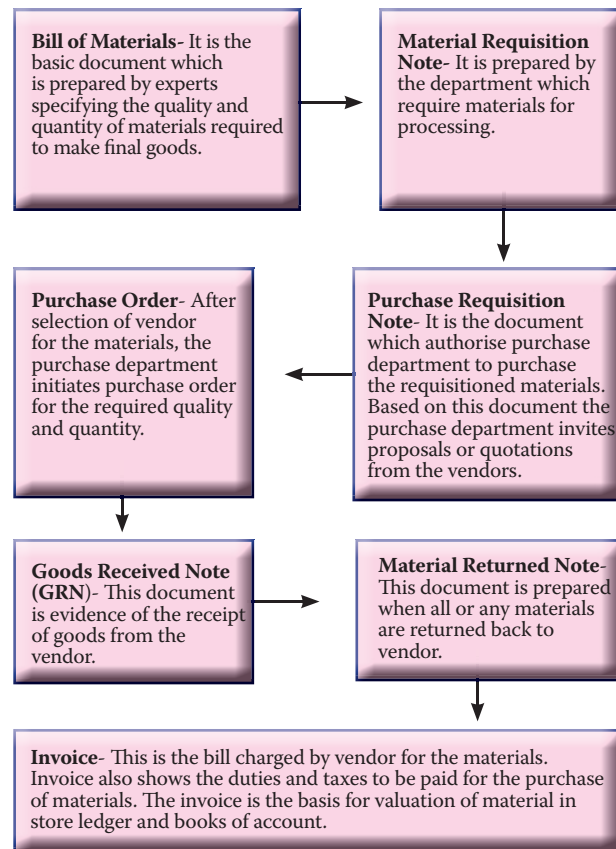 Bill of Materials- It is the
basic document which
is prepared by experts
specifying the quality and
quantity of materials required
to make final goods.
Material Requisition
Note- It is prepared by
the department which
require materials for
processing.
Purchase Requisition
Note- It is the document
which authorise purchase
department to purchase
the requisitioned materials.
Based on this document the
purchase department invites
proposals or quotations
from the vendors.
Purchase Order- After
selection of vendor
for the materials, the
purchase department
initiates purchase order
for the required quality
and quantity.
Goods Received Note
(GRN)- This document
is evidence of the receipt
of goods from the
vendor.
Material Returned Note-
This document is prepared
when all or any materials
are returned back to
vendor.
Invoice- This is the bill charged by vendor for the materials.
Invoice also shows the duties and taxes to be paid for the purchase
of materials. The invoice is the basis for valuation of material in
store ledger and books of account.